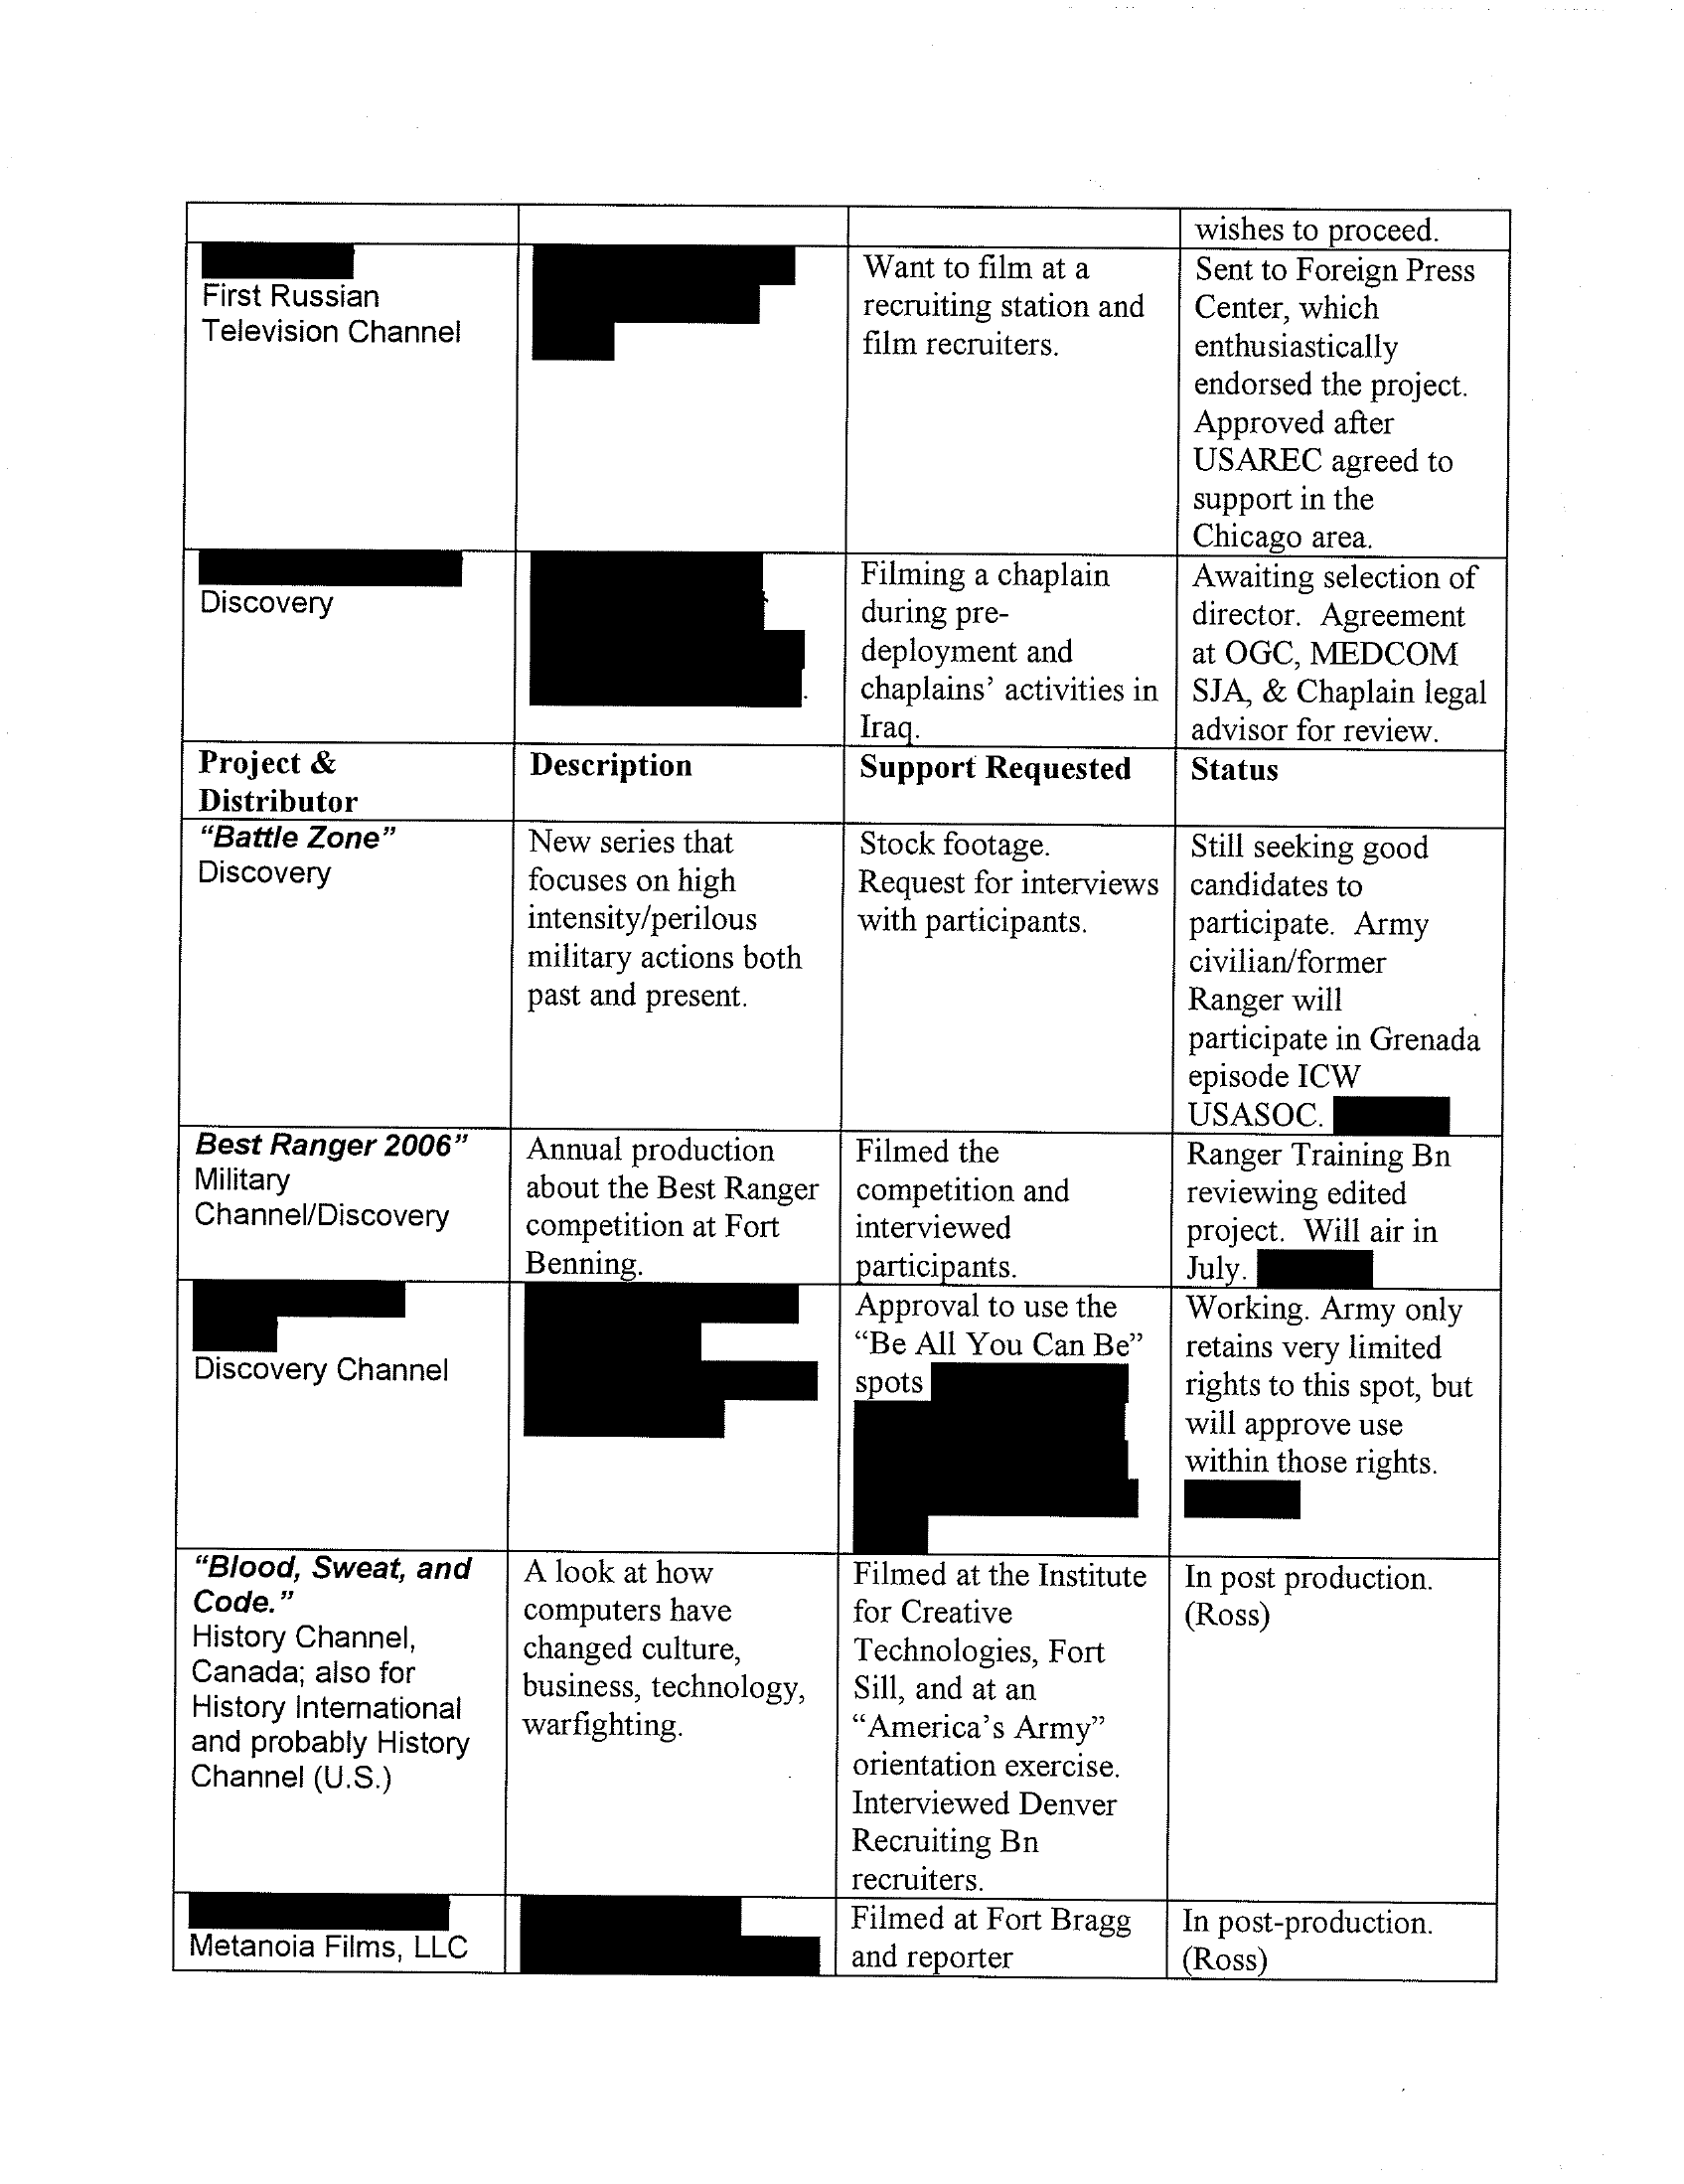 wishes to proceed.
First Russian
Television Channel
Want to film at a
recruiting station and
film recruiters.
Sent to Foreign Press
Center, which
enthusiastically
endorsed the project.
Approved after
USAREC agreed to
support in the
Chicago area.
Discovery
.
Filming a chaplain
during pre-
deployment and
chaplains' activities in
Iraq.
Awaiting selection of
director.  Agreement
at OGC, MEDCOM
SJA, & Chaplain legal
advisor for review.
Project &
Distributor
Description
Support Requested
Status
“Battle Zone”
Discovery
New series that
focuses on high
intensity/perilous
military actions both
past and present.
Stock footage.
Request for interviews
with participants.
Still seeking good
candidates to
participate.  Army
civilian/former
Ranger will
participate in Grenada
episode ICW
USASOC.
Best Ranger 2006”
Military
Channel/Discovery
Annual production
about the Best Ranger
competition at Fort
Benning.
Filmed the
competition and
interviewed
participants.
Ranger Training Bn
reviewing edited
project.  Will air in
July.
Discovery Channel
Approval to use the
“Be All You Can Be”
spots
Working. Army only
retains very limited
rights to this spot, but
will approve use
within those rights.
“Blood, Sweat, and
Code.”
History Channel,
Canada; also for
History International
and probably History
Channel (U.S.)
A look at how
computers have
changed culture,
business, technology,
warfighting.
Filmed at the Institute
for Creative
Technologies, Fort
Sill, and at an
“America’s Army”
orientation exercise.
Interviewed Denver
Recruiting Bn
recruiters.
In post production.
(Ross)
Metanoia Films, LLC
Filmed at Fort Bragg
and reporter
In post-production.
(Ross)